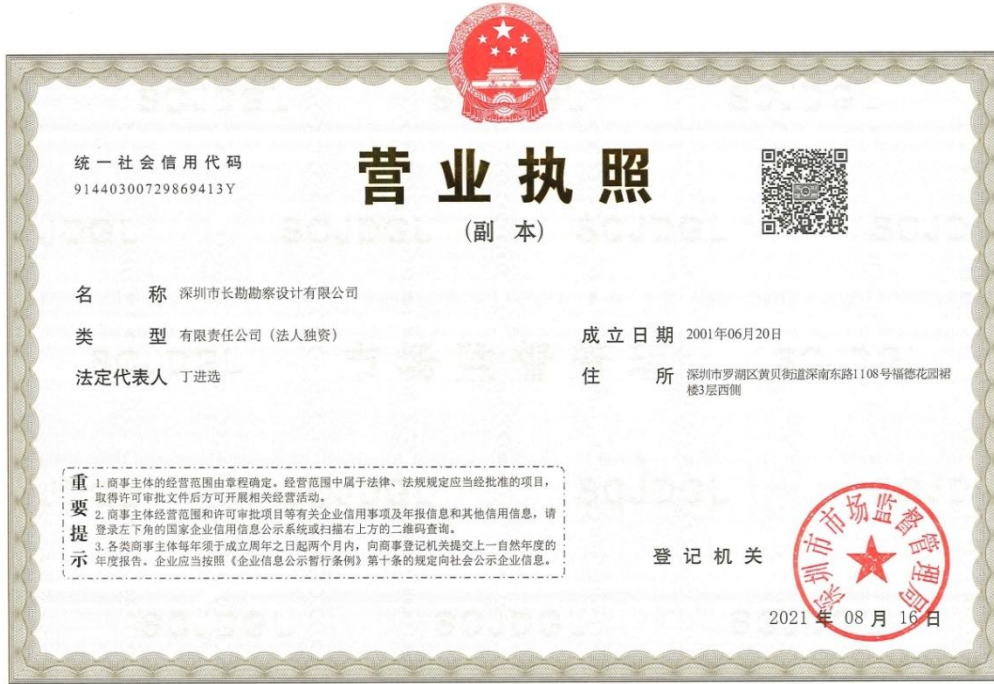 统一社会信用代码
91440300729869413Y
营业执照
(副 本)
名 称 深圳市长勘勘察设计有限公司
类 型 有限责任公司（法人独资）
法定代表人 丁进选
成立日期 2001年06月20日
住 所 深圳市罗湖区黄贝街道深南东路1108号福德花园裙
楼3层西侧
重要提示
1. 商事主体的经营范围由章程确定。经营范围中属于法律、法规规定应当经批准的项目，
取得许可审批文件后方可开展相关经营活动。
2. 商事主体经营范围和许可审批项目等有关企业信用事项及年报信息和其他信用信息，请
登录左下角的国家企业信用信息公示系统或扫描右上方的二维码查询。
3. 各类商事主体每年须于成立周年之日起两个月内，向商事登记机关提交上一自然年度的
年度报告。企业应当按照《企业信息公示暂行条例》第十条的规定向社会公示企业信息。
登记机关
深圳市市场监督管理局
2021 年 08 月 16 日